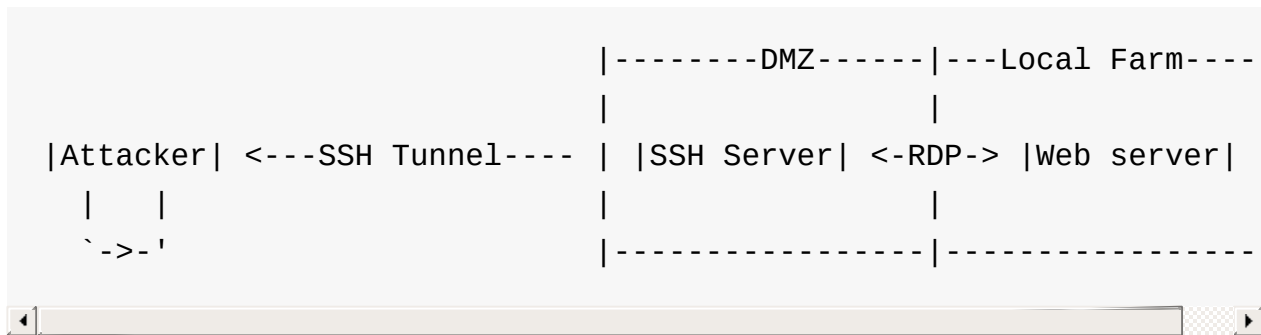 |--------DMZ------|---Local Farm----
                                  |                 |
 |Attacker| <---SSH Tunnel---- | |SSH Server| <-RDP-> |Web server|
   |   |                          |                 |
   `->-'                          |-----------------|-----------------